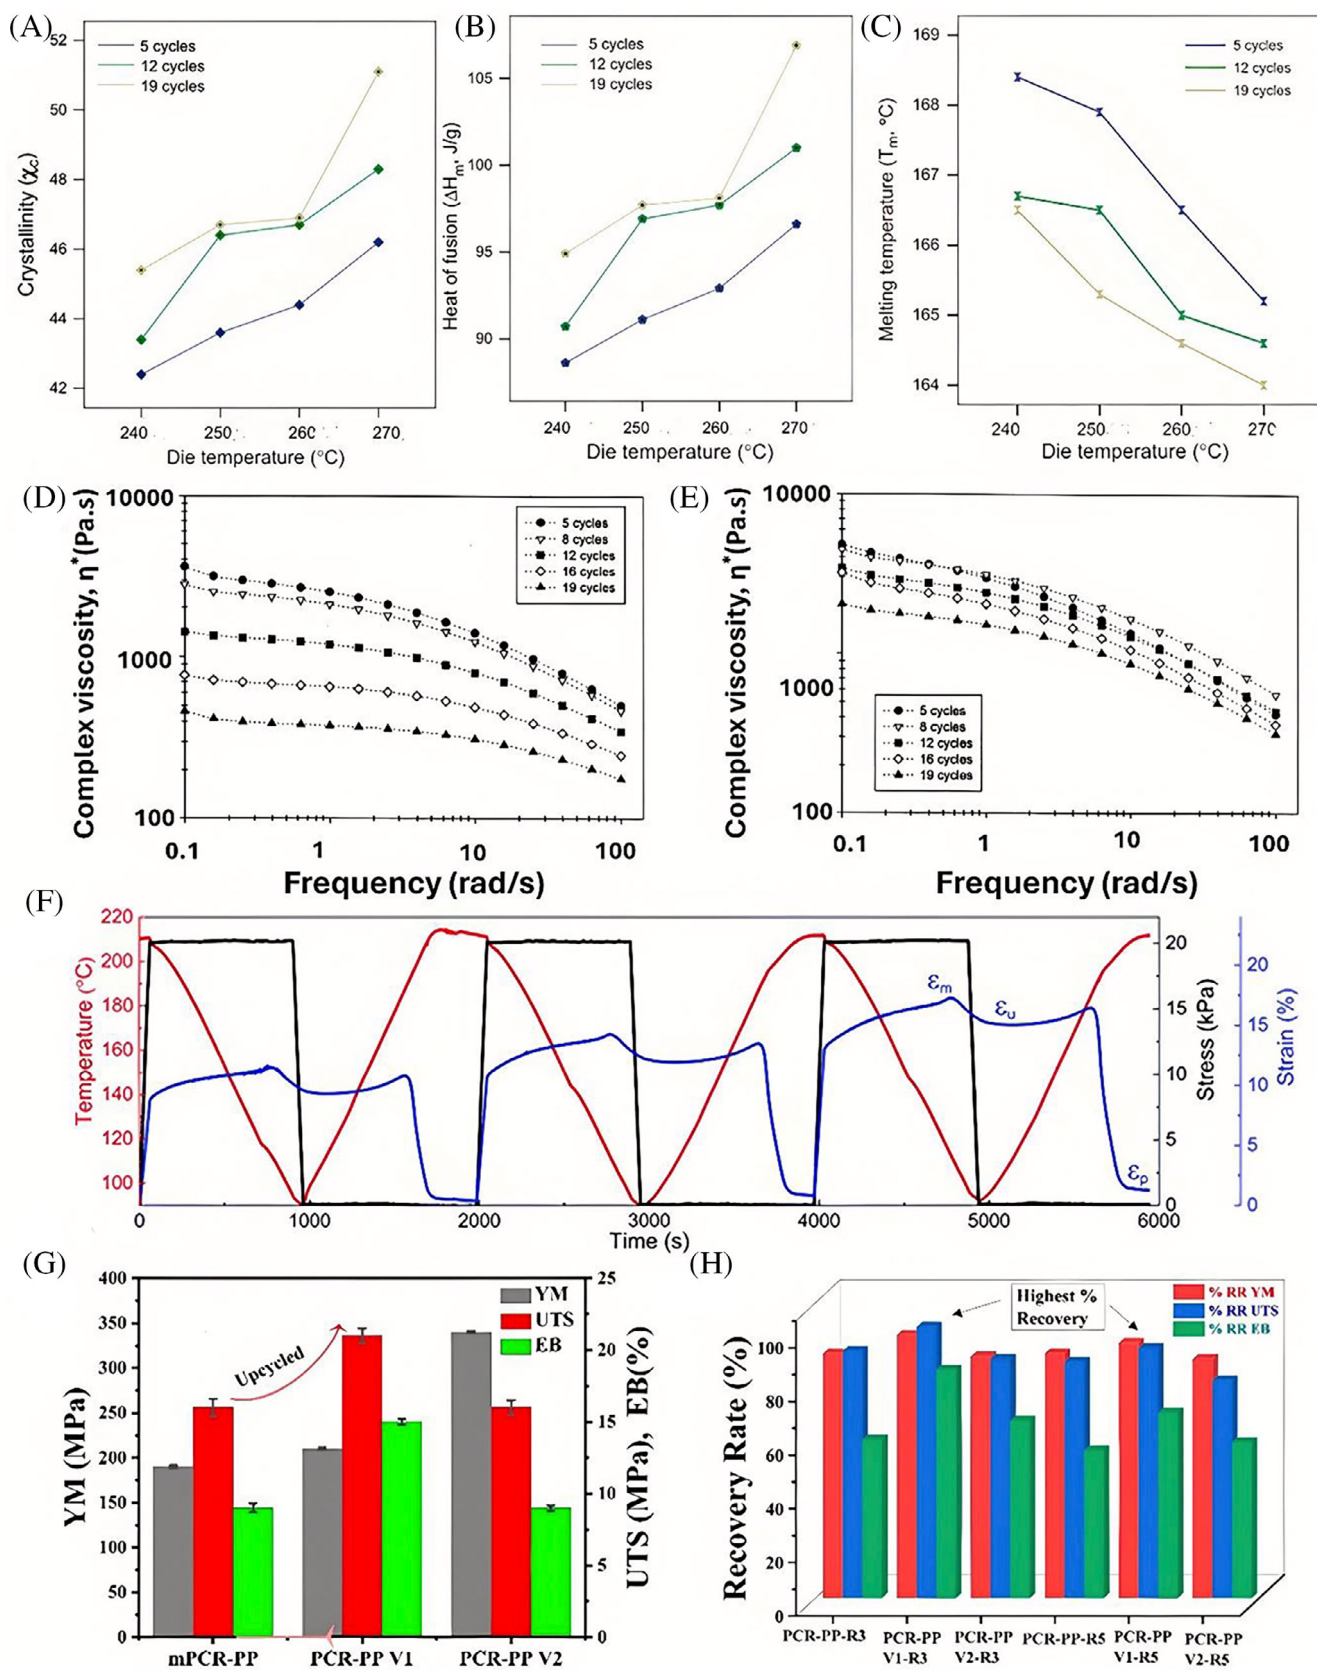 (A)
52
50
48
46
44
42
Crystallinity (χc)
5 cycles
12 cycles
19 cycles
240 250 260 270
Die temperature (°C)
(B)
105
100
95
90
Heat of fusion (ΔHm, J/g)
5 cycles
12 cycles
19 cycles
240 250 260 270
Die temperature (°C)
(C)
169
168
167
166
165
164
Melting temperature (Tm, °C)
5 cycles
12 cycles
19 cycles
240 250 260 270
Die temperature (°C)
(D)
10000
1000
100
Complex viscosity, η*(Pa.s)
5 cycles
8 cycles
12 cycles
16 cycles
19 cycles
0.1 1 10 100
Frequency (rad/s)
(E)
10000
1000
100
Complex viscosity, η*(Pa.s)
5 cycles
8 cycles
12 cycles
16 cycles
19 cycles
0.1 1 10 100
Frequency (rad/s)
(F)
220
200
180
160
140
120
100
Temperature (°C)
εm
εu
εp
20
15
10
5
0
Stress (kPa)
20
15
10
5
0
Strain (%)
0 1000 2000 3000 4000 5000 6000
Time (s)
(G)
400
350
300
250
200
150
100
50
0
YM (MPa)
Upcycled
YM
UTS
EB
25
20
15
10
5
0
UTS (MPa), EB(%)
mPCR-PP PCR-PP V1 PCR-PP V2
(H)
100
80
60
40
20
0
Recovery Rate (%)
Highest %
Recovery
% RR YM
% RR UTS
% RR EB
PCR-PP-R3
PCR-PP
V1-R3
PCR-PP
V2-R3
PCR-PP-R5
PCR-PP
V1-R5
PCR-PP
V2-R5